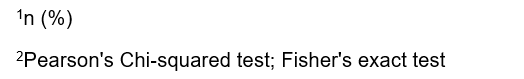 ¹n (%)
²Pearson's Chi-squared test; Fisher's exact test